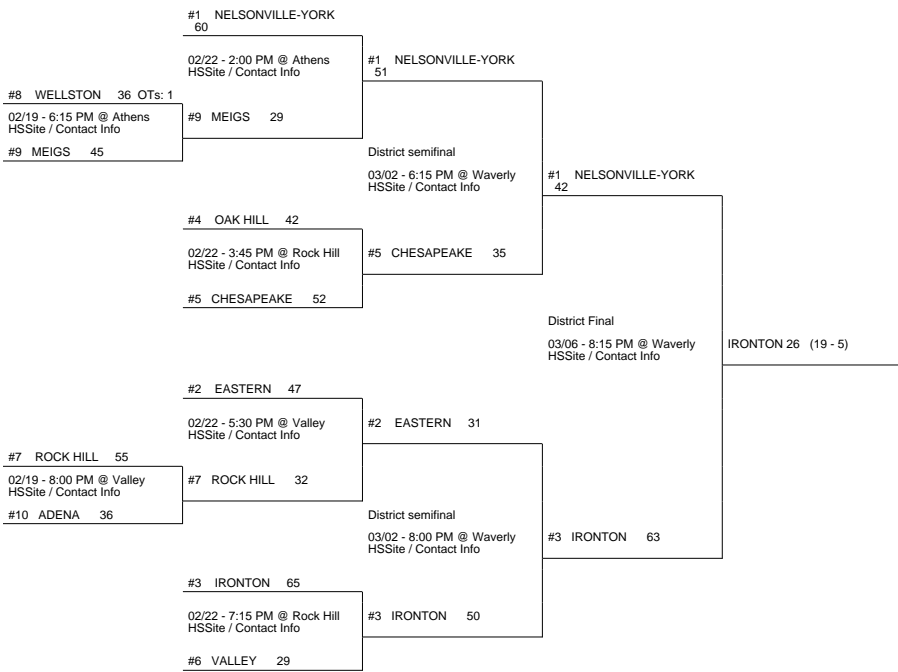 #1 NELSONVILLE-YORK
60
02/22 - 2:00 PM @ Athens
HSSite / Contact Info
#1 NELSONVILLE-YORK
51
#8 WELLSTON 36 OTs: 1
02/19 - 6:15 PM @ Athens
HSSite / Contact Info
#9 MEIGS 45
#9 MEIGS 29
District semifinal
03/02 - 6:15 PM @ Waverly
HSSite / Contact Info
#1 NELSONVILLE-YORK
42
#4 OAK HILL 42
02/22 - 3:45 PM @ Rock Hill
HSSite / Contact Info
#5 CHESAPEAKE 35
#5 CHESAPEAKE 52
District Final
03/06 - 8:15 PM @ Waverly
HSSite / Contact Info
IRONTON 26 (19 - 5)
#2 EASTERN 47
02/22 - 5:30 PM @ Valley
HSSite / Contact Info
#2 EASTERN 31
#7 ROCK HILL 55
02/19 - 8:00 PM @ Valley
HSSite / Contact Info
#10 ADENA 36
#7 ROCK HILL 32
District semifinal
03/02 - 8:00 PM @ Waverly
HSSite / Contact Info
#3 IRONTON 63
#3 IRONTON 65
02/22 - 7:15 PM @ Rock Hill
HSSite / Contact Info
#3 IRONTON 50
#6 VALLEY 29